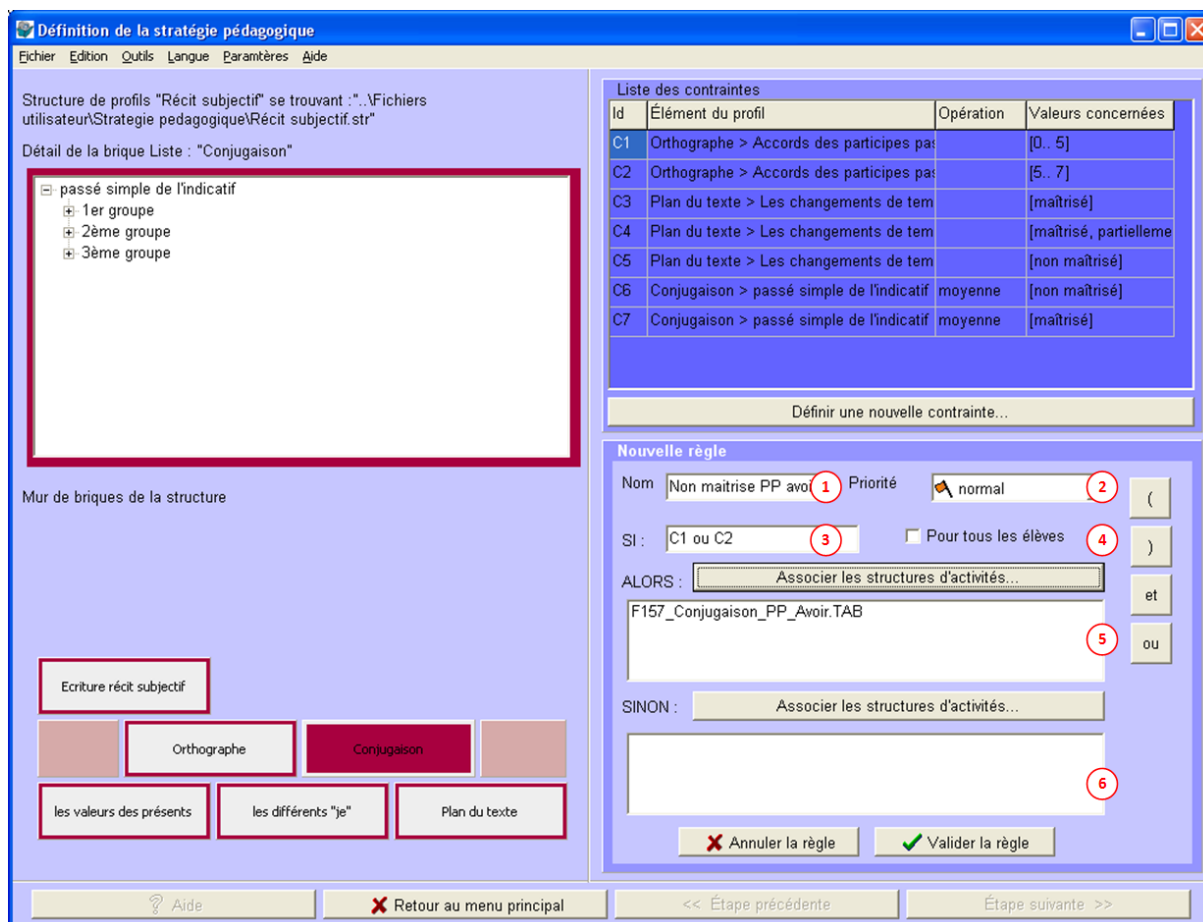 Définition de la stratégie pédagogique
Fichier Edition Outils Langue Paramtères Aide
Structure de profils "Récit subjectif" se trouvant :"..\Fichiers
utilisateur\Strategie pedagogique\Récit subjectif.str"
Détail de la brique Liste : "Conjugaison"
passé simple de l'indicatif
1er groupe
2ème groupe
3ème groupe
Mur de briques de la structure
Ecriture récit subjectif
Orthographe
Conjugaison
les valeurs des présents
les différents "je"
Plan du texte
Liste des contraintes
Id Élément du profil Opération Valeurs concernées
C1 Orthographe > Accords des participes pas [0.. 5]
C2 Orthographe > Accords des participes pas [5.. 7]
C3 Plan du texte > Les changements de tem [maîtrisé]
C4 Plan du texte > Les changements de tem [maîtrisé, partielleme
C5 Plan du texte > Les changements de tem [non maîtrisé]
C6 Conjugaison > passé simple de l'indicatif moyenne [non maîtrisé]
C7 Conjugaison > passé simple de l'indicatif moyenne [maîtrisé]
Définir une nouvelle contrainte...
Nouvelle règle
Nom Non maitrise PP avoi 1 Priorité normal 2
(
SI : C1 ou C2 3 Pour tous les élèves 4
)
ALORS : Associer les structures d'activités...
et
F157_Conjugaison_PP_Avoir.TAB
5
ou
SINON : Associer les structures d'activités...
6
Annuler la règle Valider la règle
? Aide Retour au menu principal << Étape précédente Étape suivante >>